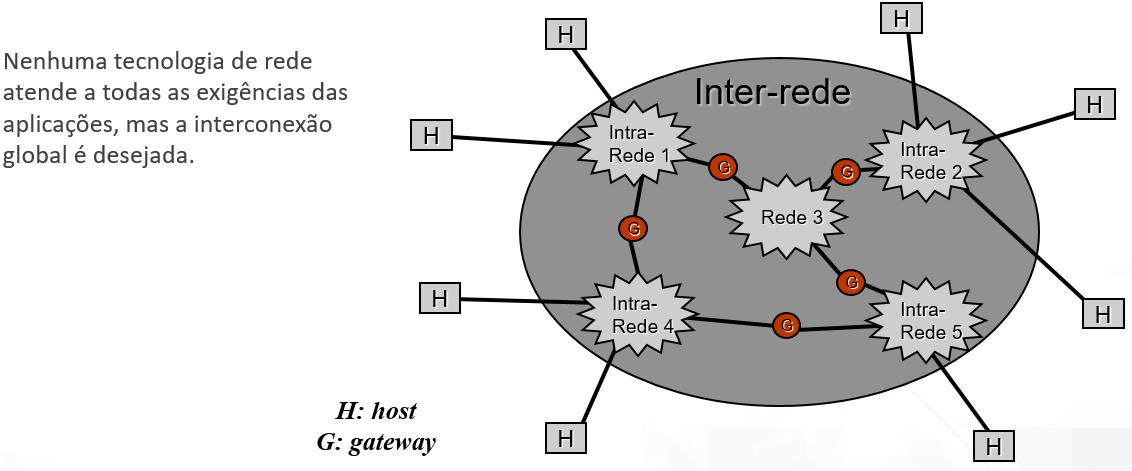 Nenhuma tecnologia de rede
atende a todas as exigências das
aplicações, mas a interconexão
global é desejada.
H
H
H
H
Inter-rede
Intra-
Rede 1
G
G
Intra-
Rede 2
Rede 3
G
G
H
Intra-
Rede 4
G
Intra-
Rede 5
H
H: host
G: gateway
H
H